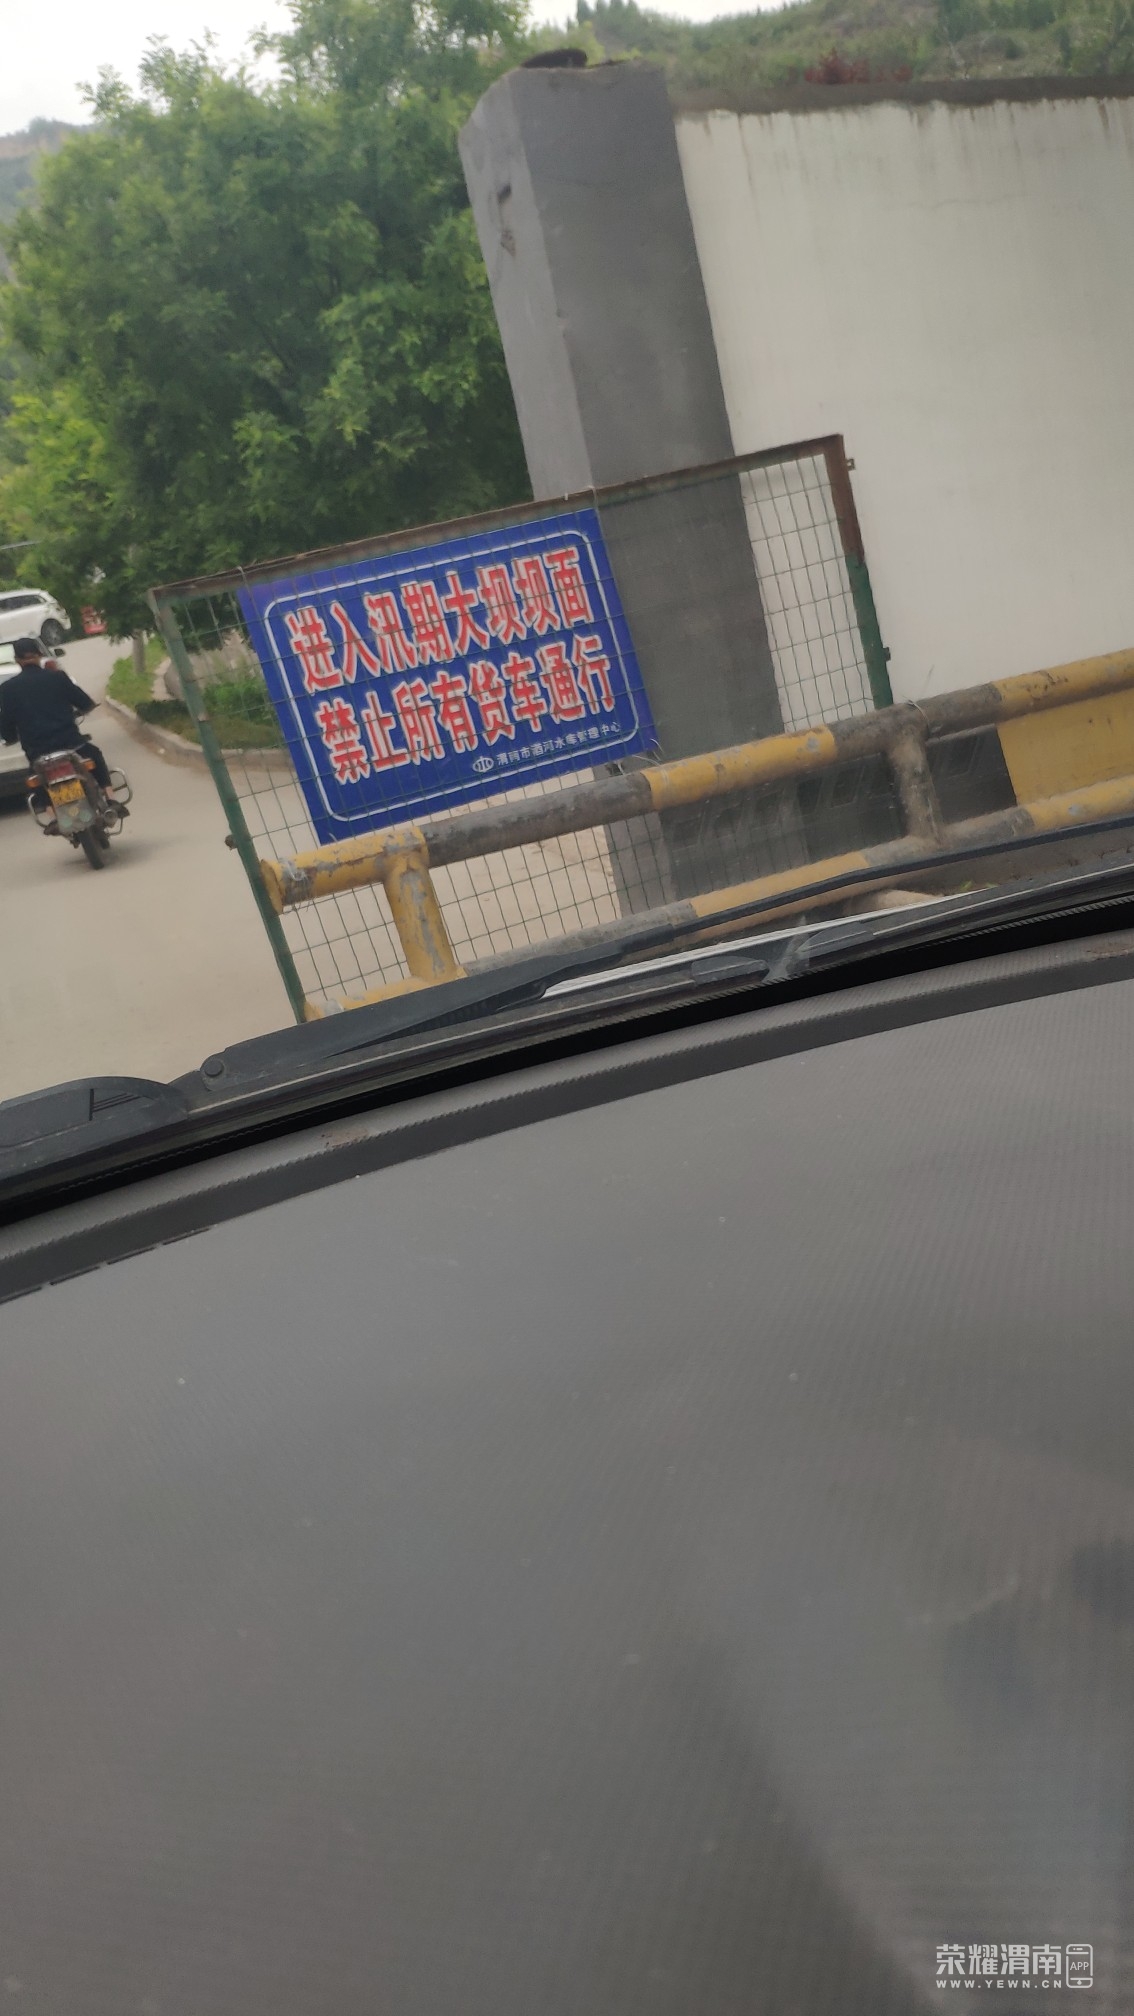 进入汛期大坝坝面
禁止所有货车通行
渭南市酒河水库管理中心
荣耀渭南 APP
WWW.YEWN.CN